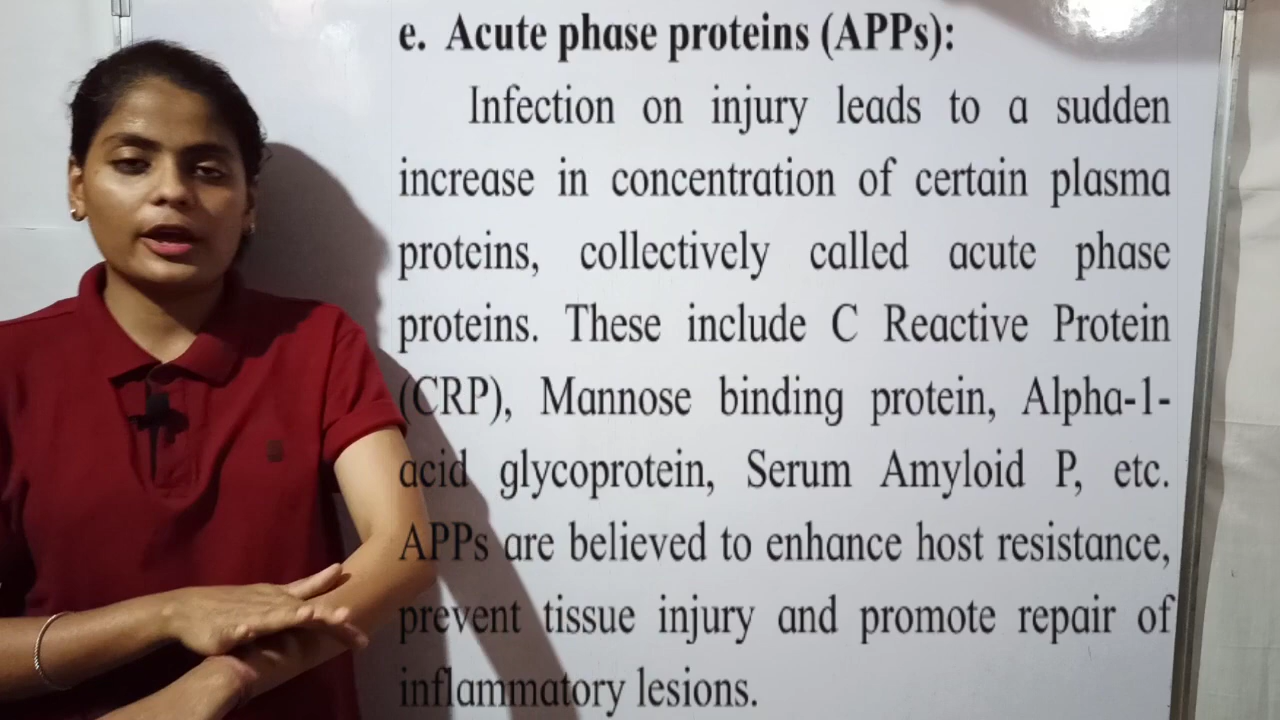 e. Acute phase proteins (APPs):
Infection on injury leads to a sudden
increase in concentration of certain plasma
proteins, collectively called acute phase
proteins. These include C Reactive Protein
(CRP), Mannose binding protein, Alpha-1-
acid glycoprotein, Serum Amyloid P, etc.
APPs are believed to enhance host resistance,
prevent tissue injury and promote repair of
inflammatory lesions.